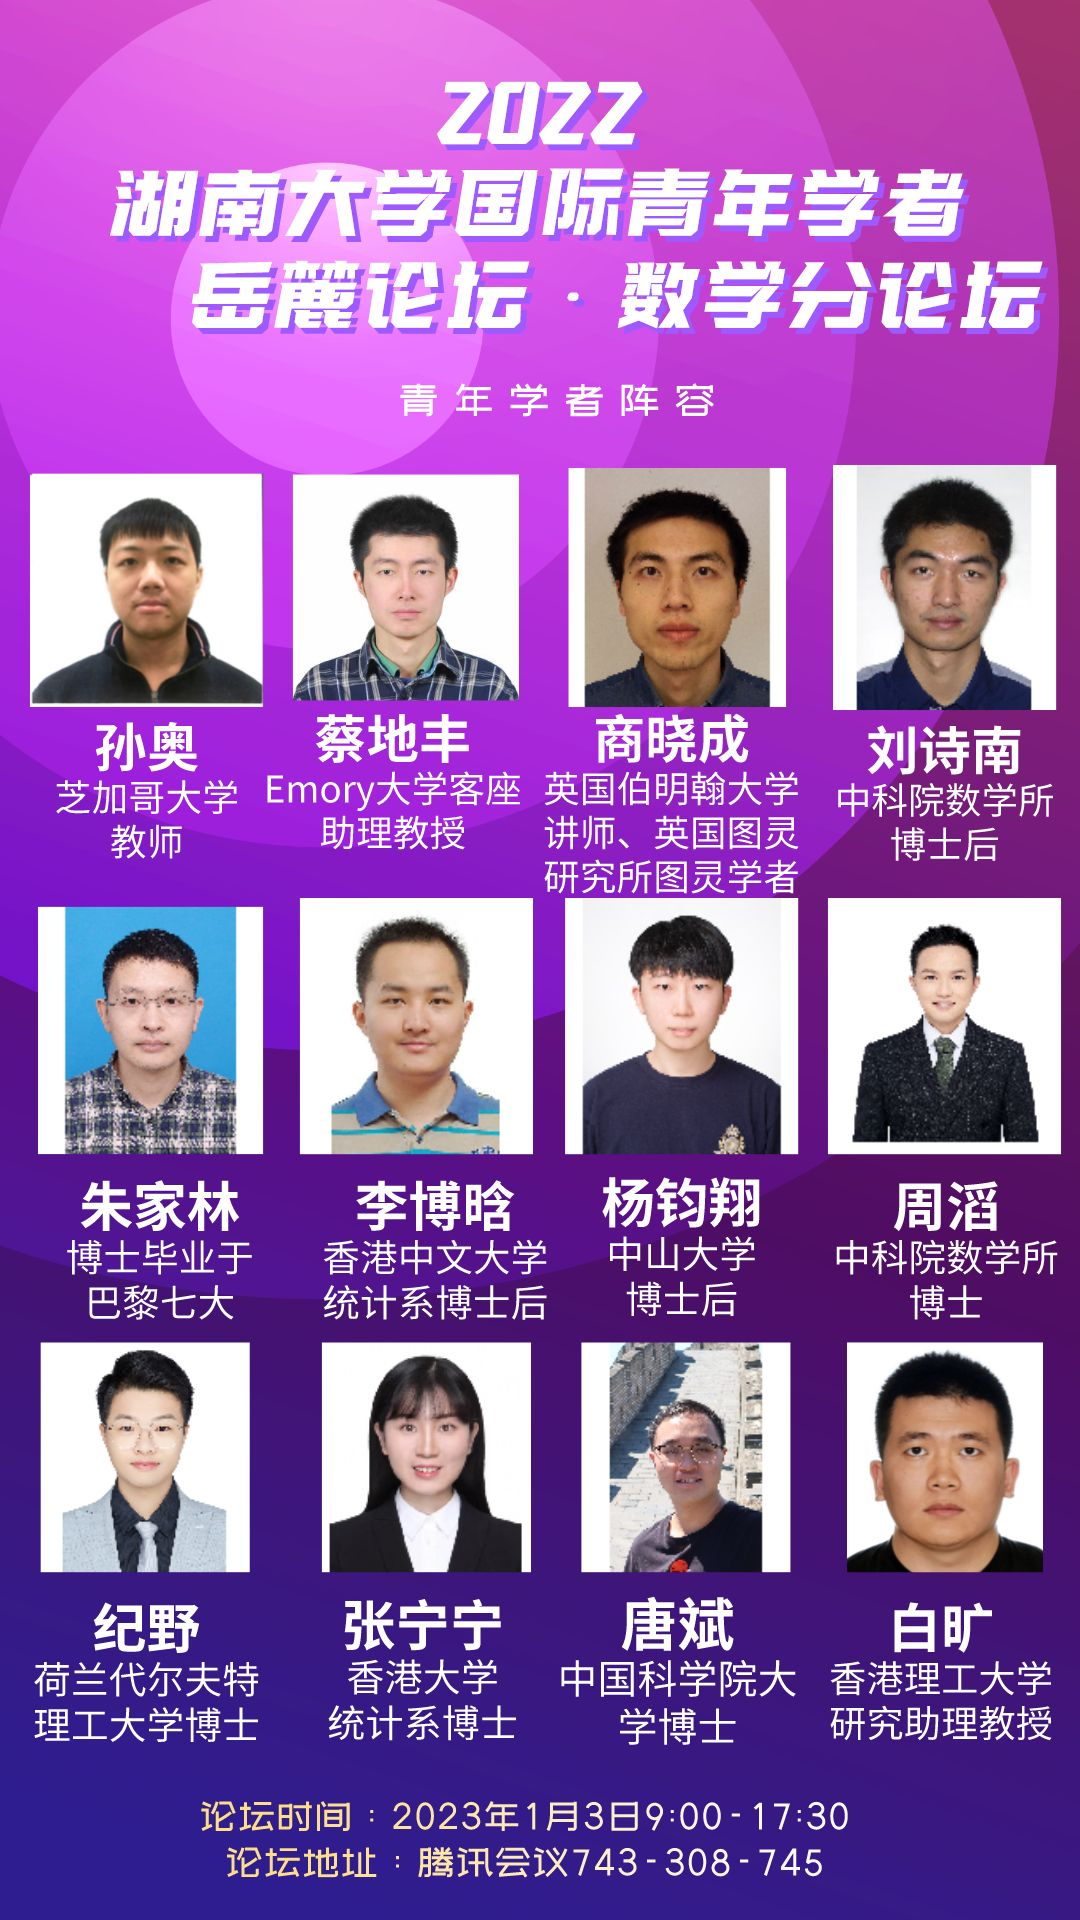 2022
湖南大学国际青年学者
岳麓论坛·数学分论坛
青年学者阵容
孙奥
芝加哥大学
教师
蔡地丰
Emory大学客座
助理教授
商晓成
英国伯明翰大学
讲师、英国图灵
研究所图灵学者
刘诗南
中科院数学所
博士后
朱家林
博士毕业于
巴黎七大
李博晗
香港中文大学
统计系博士后
杨钧翔
中山大学
博士后
周滔
中科院数学所
博士
纪野
荷兰代尔夫特
理工大学博士
张宁宁
香港大学
统计系博士
唐斌
中国科学院大
学博士
白旷
香港理工大学
研究助理教授
论坛时间：2023年1月3日9:00-17:30
论坛地址：腾讯会议743-308-745